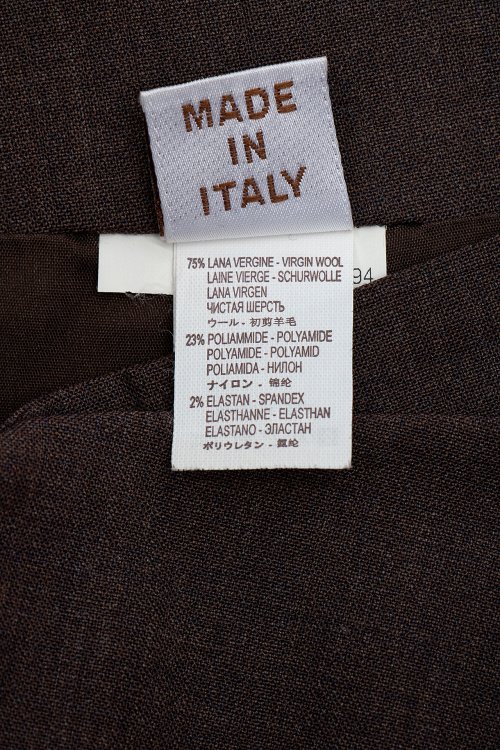 MADE
IN
ITALY
94
75% LANA VERGINE - VIRGIN WOOL
LAINE VIERGE - SCHURWOLLE
LANA VIRGEN
ЧИСТАЯ ШЕРСТЬ
ウール - 初剪羊毛
23% POLIAMMIDE - POLYAMIDE
POLYAMIDE - POLYAMID
POLIAMIDA - НИЛОН
ナイロン - 锦纶
2% ELASTAN - SPANDEX
ELASTHANNE - ELASTHAN
ELASTANO - ЭЛАСТАН
ポリウレタン -